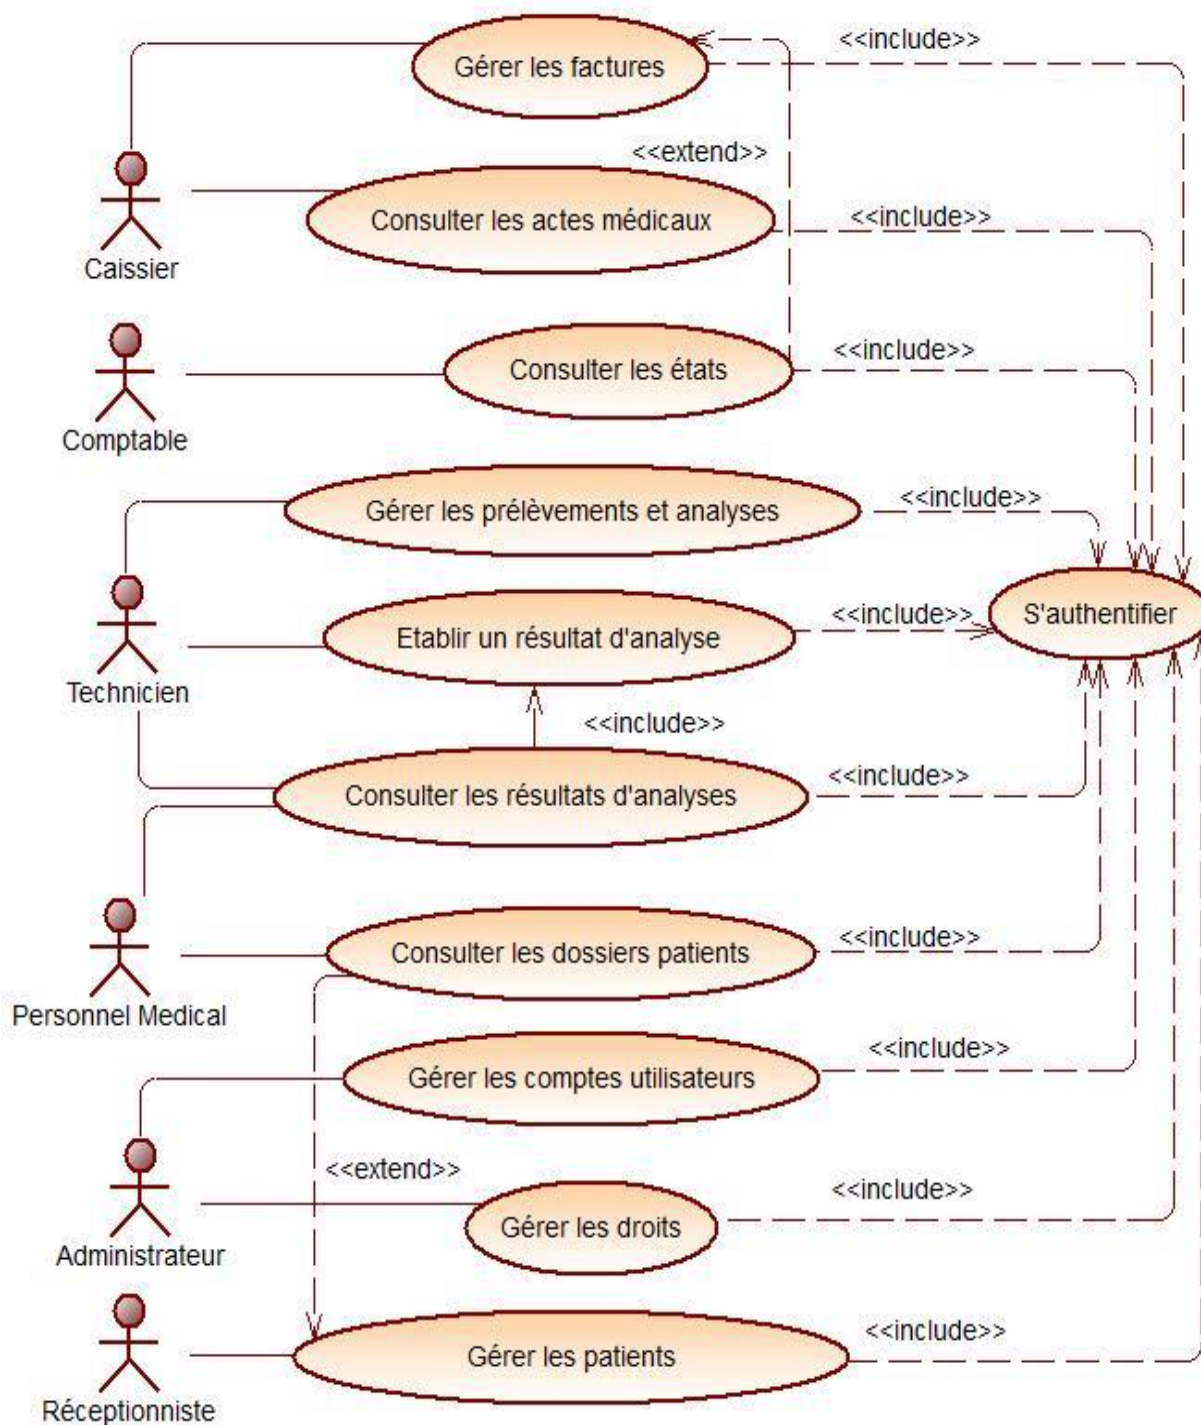 Gérer les factures
<<include>>
<<extend>>
Consulter les actes médicaux
<<include>>
Caissier
Consulter les états
<<include>>
Comptable
Gérer les prélèvements et analyses
<<include>>
Etablir un résultat d'analyse
<<include>>
S'authentifier
Technicien
<<include>>
Consulter les résultats d'analyses
<<include>>
Consulter les dossiers patients
<<include>>
Personnel Medical
Gérer les comptes utilisateurs
<<include>>
<<extend>>
Gérer les droits
<<include>>
Administrateur
Gérer les patients
<<include>>
Réceptionniste